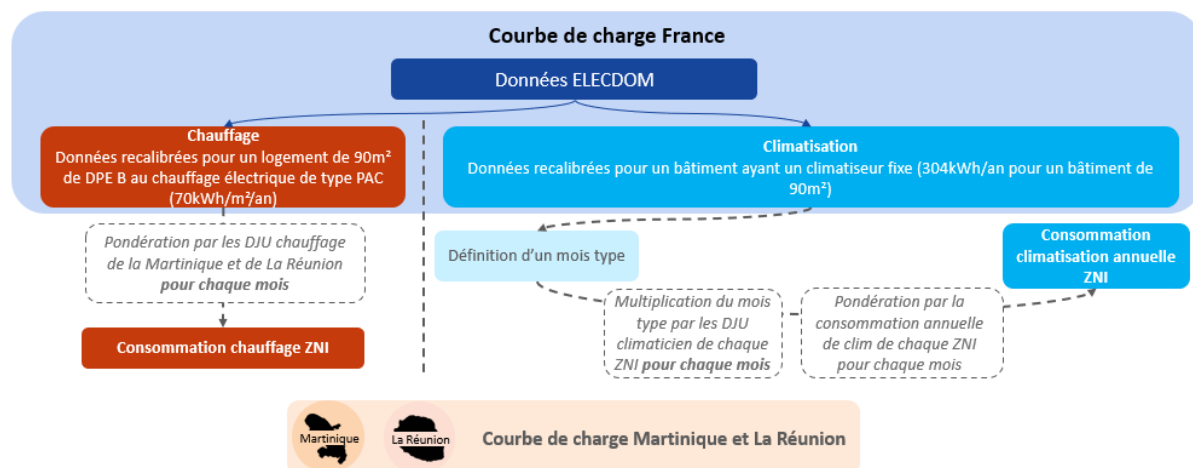 Courbe de charge France
Données ELECDOM
Chauffage
Données recalibrées pour un logement de 90m²
de DPE B au chauffage électrique de type PAC
(70kWh/m²/an)
Climatisation
Données recalibrées pour un bâtiment ayant un climatiseur fixe (304kWh/an pour un bâtiment de
90m²)
Pondération par les DJU chauffage
de la Martinique et de La Réunion
pour chaque mois
Consommation chauffage ZNI
Définition d’un mois type
Multiplication du mois
type par les DJU
climaticien de chaque
ZNI pour chaque mois
Pondération par la
consommation annuelle
de clim de chaque ZNI
pour chaque mois
Consommation
climatisation annuelle
ZNI
Martinique
La Réunion
Courbe de charge Martinique et La Réunion